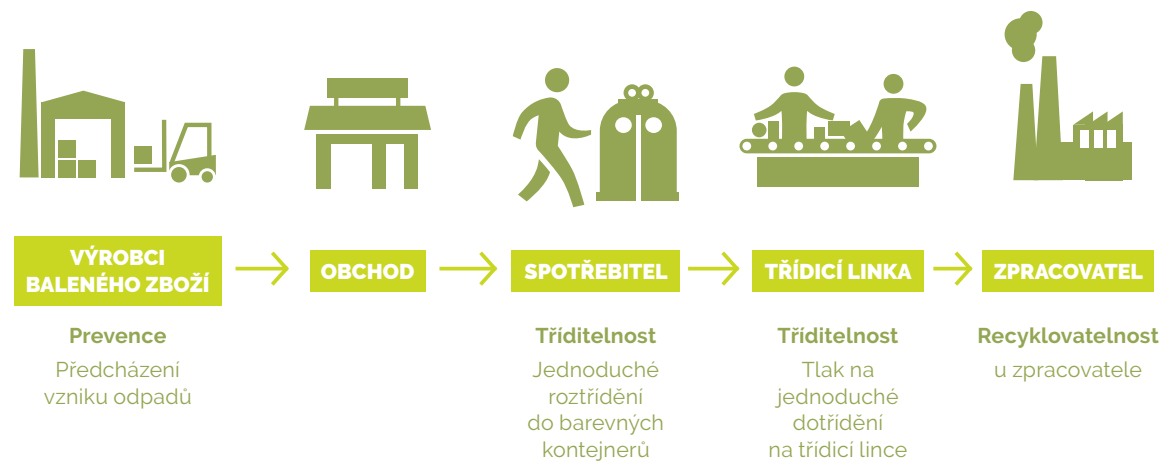 VÝROBCI
BALENÉHO ZBOŽÍ
OBCHOD
SPOTŘEBITEL
TŘÍDICÍ LINKA
ZPRACOVATEL
Prevence
Předcházení
vzniku odpadů
Tříditelnost
Jednoduché
roztřídění
do barevných
kontejnerů
Tříditelnost
Tlak na
jednoduché
dotřídění
na třídicí lince
Recyklovatelnost
u zpracovatele